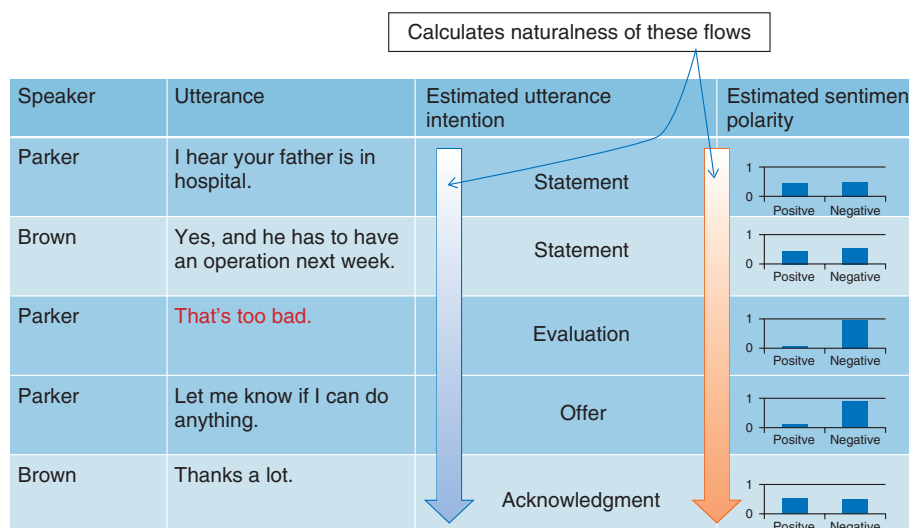 Calculates naturalness of these flows
Speaker
Utterance
Estimated utterance
intention
Estimated sentimen
polarity
Parker
I hear your father is in
hospital.
Statement
1
0
Positve Negative
Brown
Yes, and he has to have
an operation next week.
Statement
1
0
Positve Negative
Parker
That's too bad.
Evaluation
1
0
Positve Negative
Parker
Let me know if I can do
anything.
Offer
1
0
Positve Negative
Brown
Thanks a lot.
Acknowledgment
1
0
Positve Negative